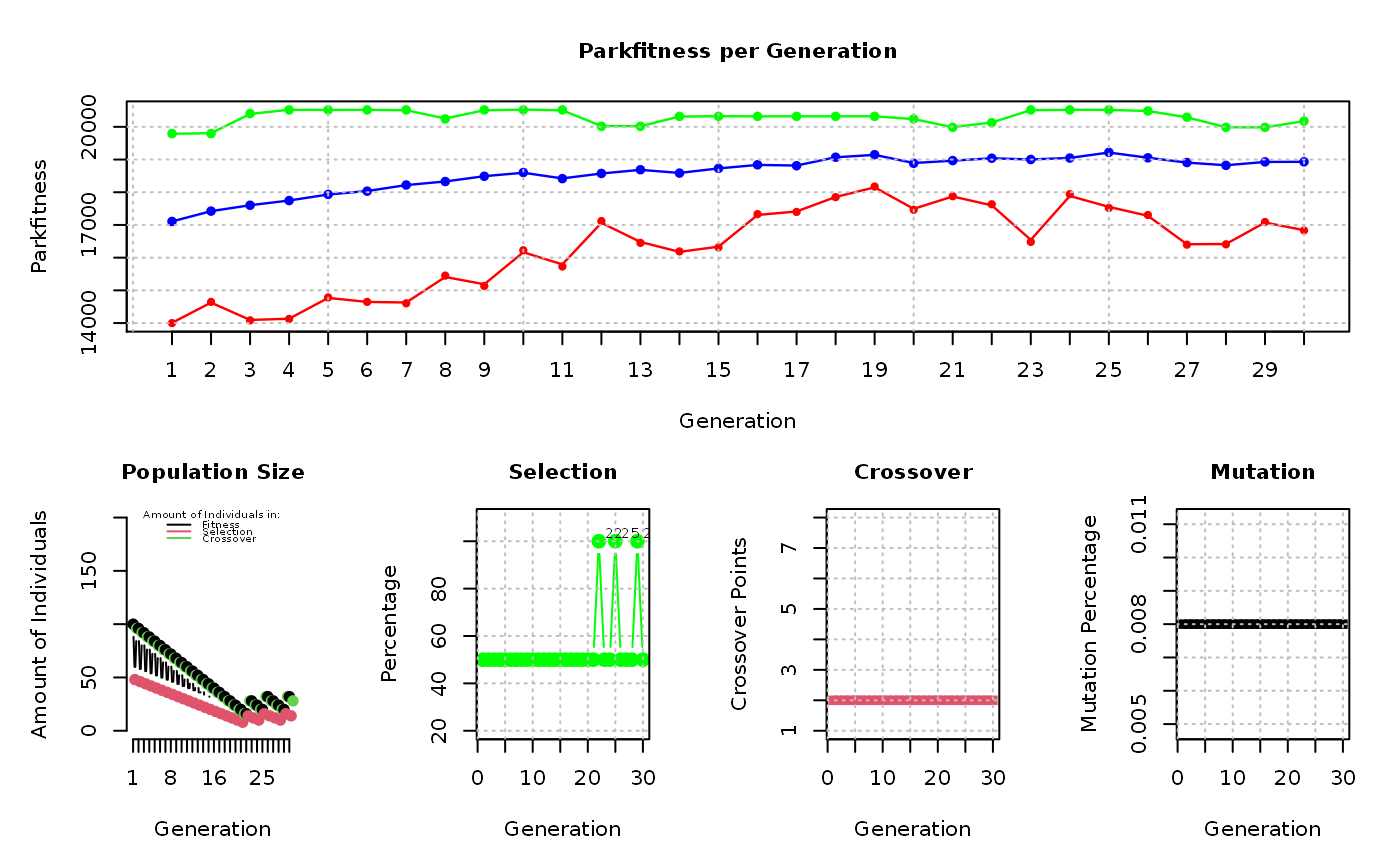 Parkfitness per Generation
Parkfitness
14000 17000 200000
1 2 3 4 5 6 7 8 9 11 13 15 17 19 21 23 25 27 29
Generation
Population Size
Amount of Individuals
0 50 150
Amount of Individuals in:
Fitness
Selection
Crossover
1 8 16 25
Generation
Selection
Percentage
20 40 60 80
22 25 2
0 10 20 30
Generation
Crossover
Crossover Points
1 3 5 7
0 10 20 30
Generation
Mutation
Mutation Percentage
0.005 0.008 0.011
0 10 20 30
Generation